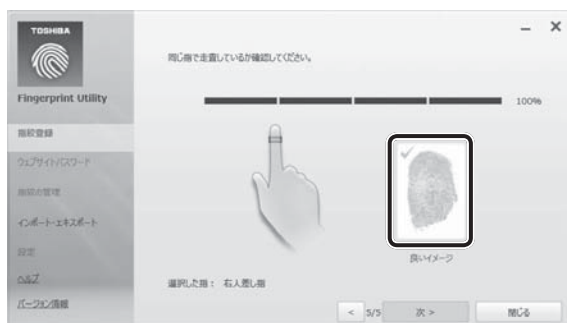 TOSHIBA
Fingerprint Utility
指紋登録
ウェブサイトパスワード
指紋の管理
インポート・エクスポート
設定
ヘルプ
バージョン情報
同じ指で走査しているか確認してください。
100%
良いイメージ
選択した指： 右人差し指
< 5/5 次 > 閉じる